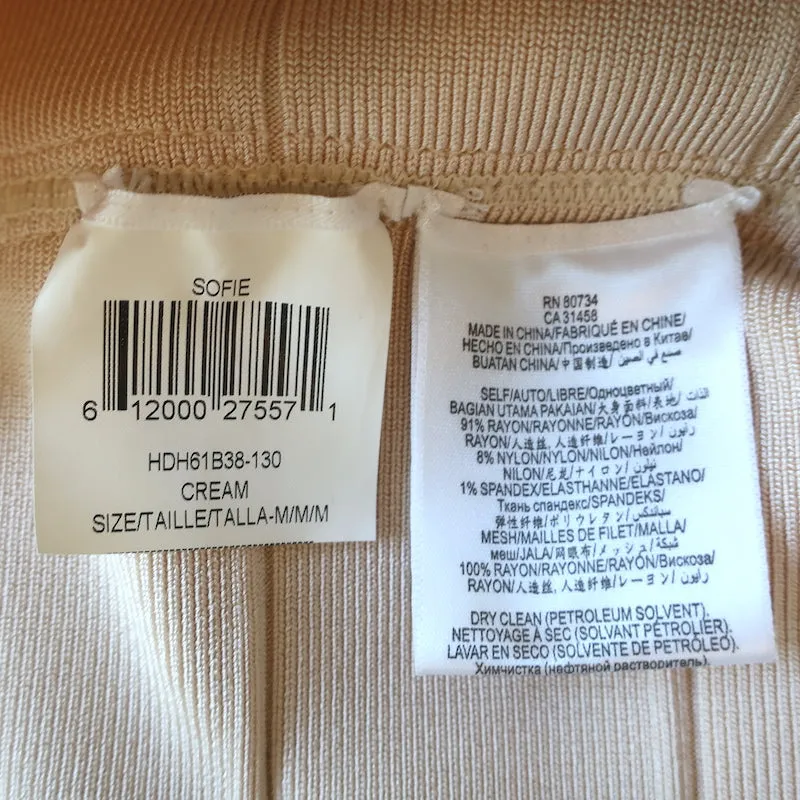 SOFIE
6 12000 27557 1
HDH61B38-130
CREAM
SIZE/TAILLE/TALLA-M/M/M
RN 80734
CA 31458
MADE IN CHINA/FABRIQUÉ EN CHINE/
HECHO EN CHINA/Произведено в Китае/
BUATAN CHINA/中国制造/ صنع في الصين
SELF/AUTO/LIBRE/Одноцветный/
BAGIAN UTAMA PAKAIAN/大身面料/表地/ الذات
91% RAYON/RAYONNE/RAYÓN/Вискоза/
RAYON/人造丝, 人造纤维/レーヨン/ رايون
8% NYLON/NYLON/NILON/Нейлон/
NILON/尼龙/ナイロン/ نيلون
1% SPANDEX/ELASTHANNE/ELASTANO/
Ткань спандекс/SPANDEKS/
弹性纤维/ポリウレタン/ سباندكس
MESH/MAILLES DE FILET/MALLA/
меш/JALA/网眼布/メッシュ/ شبكة
100% RAYON/RAYONNE/RAYÓN/Вискоза/
RAYON/人造丝, 人造纤维/レーヨン/ رايون
DRY CLEAN (PETROLEUM SOLVENT).
NETTOYAGE À SEC (SOLVANT PÉTROLIER).
LAVAR EN SECO (SOLVENTE DE PETRÓLEO).
Химчистка (нефтяной растворитель).